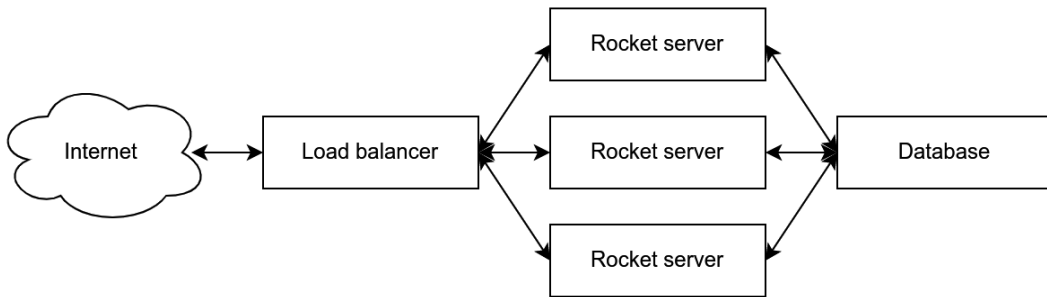 Rocket server
Internet
Load balancer
Rocket server
Database
Rocket server